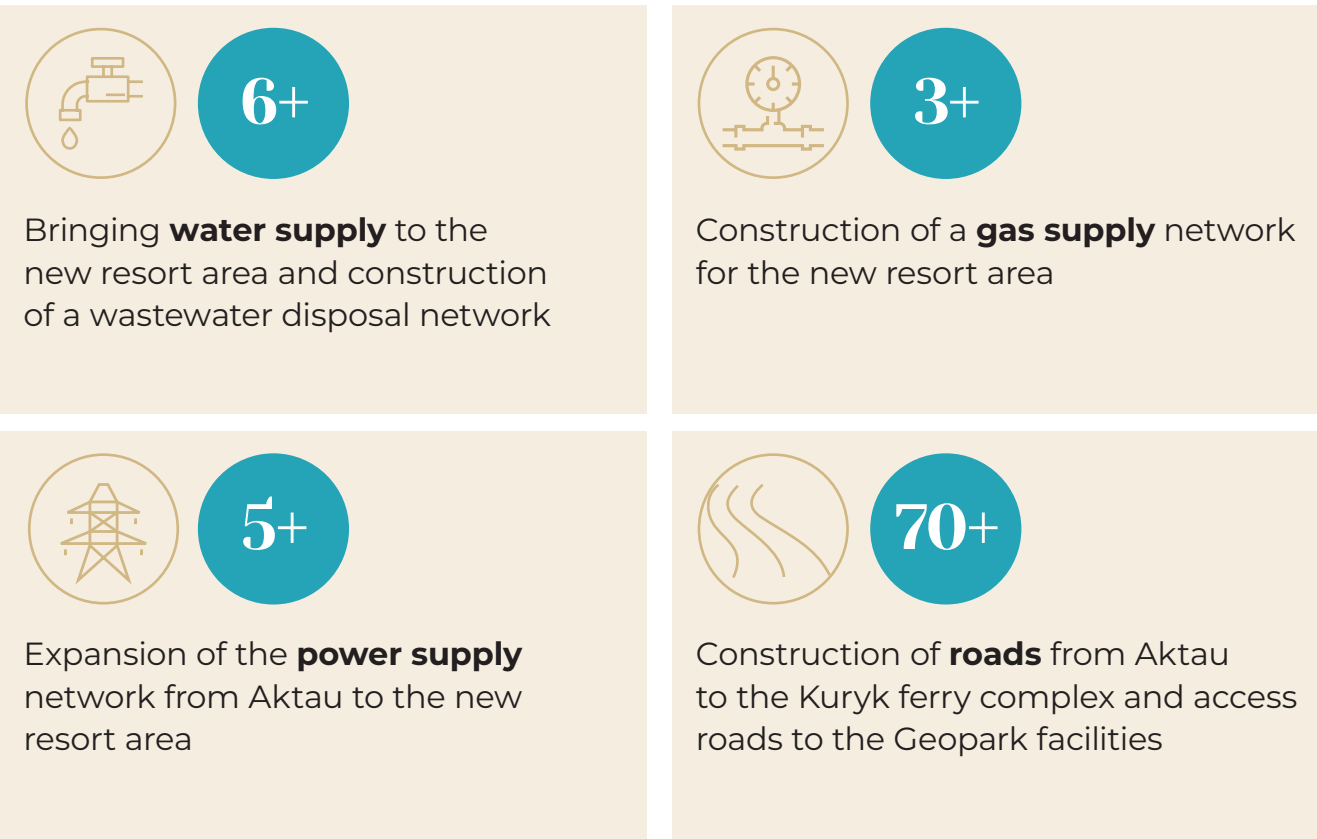 6+
Bringing water supply to the
new resort area and construction
of a wastewater disposal network
3+
Construction of a gas supply network
for the new resort area
5+
Expansion of the power supply
network from Aktau to the new
resort area
70+
Construction of roads from Aktau
to the Kuryk ferry complex and access
roads to the Geopark facilities